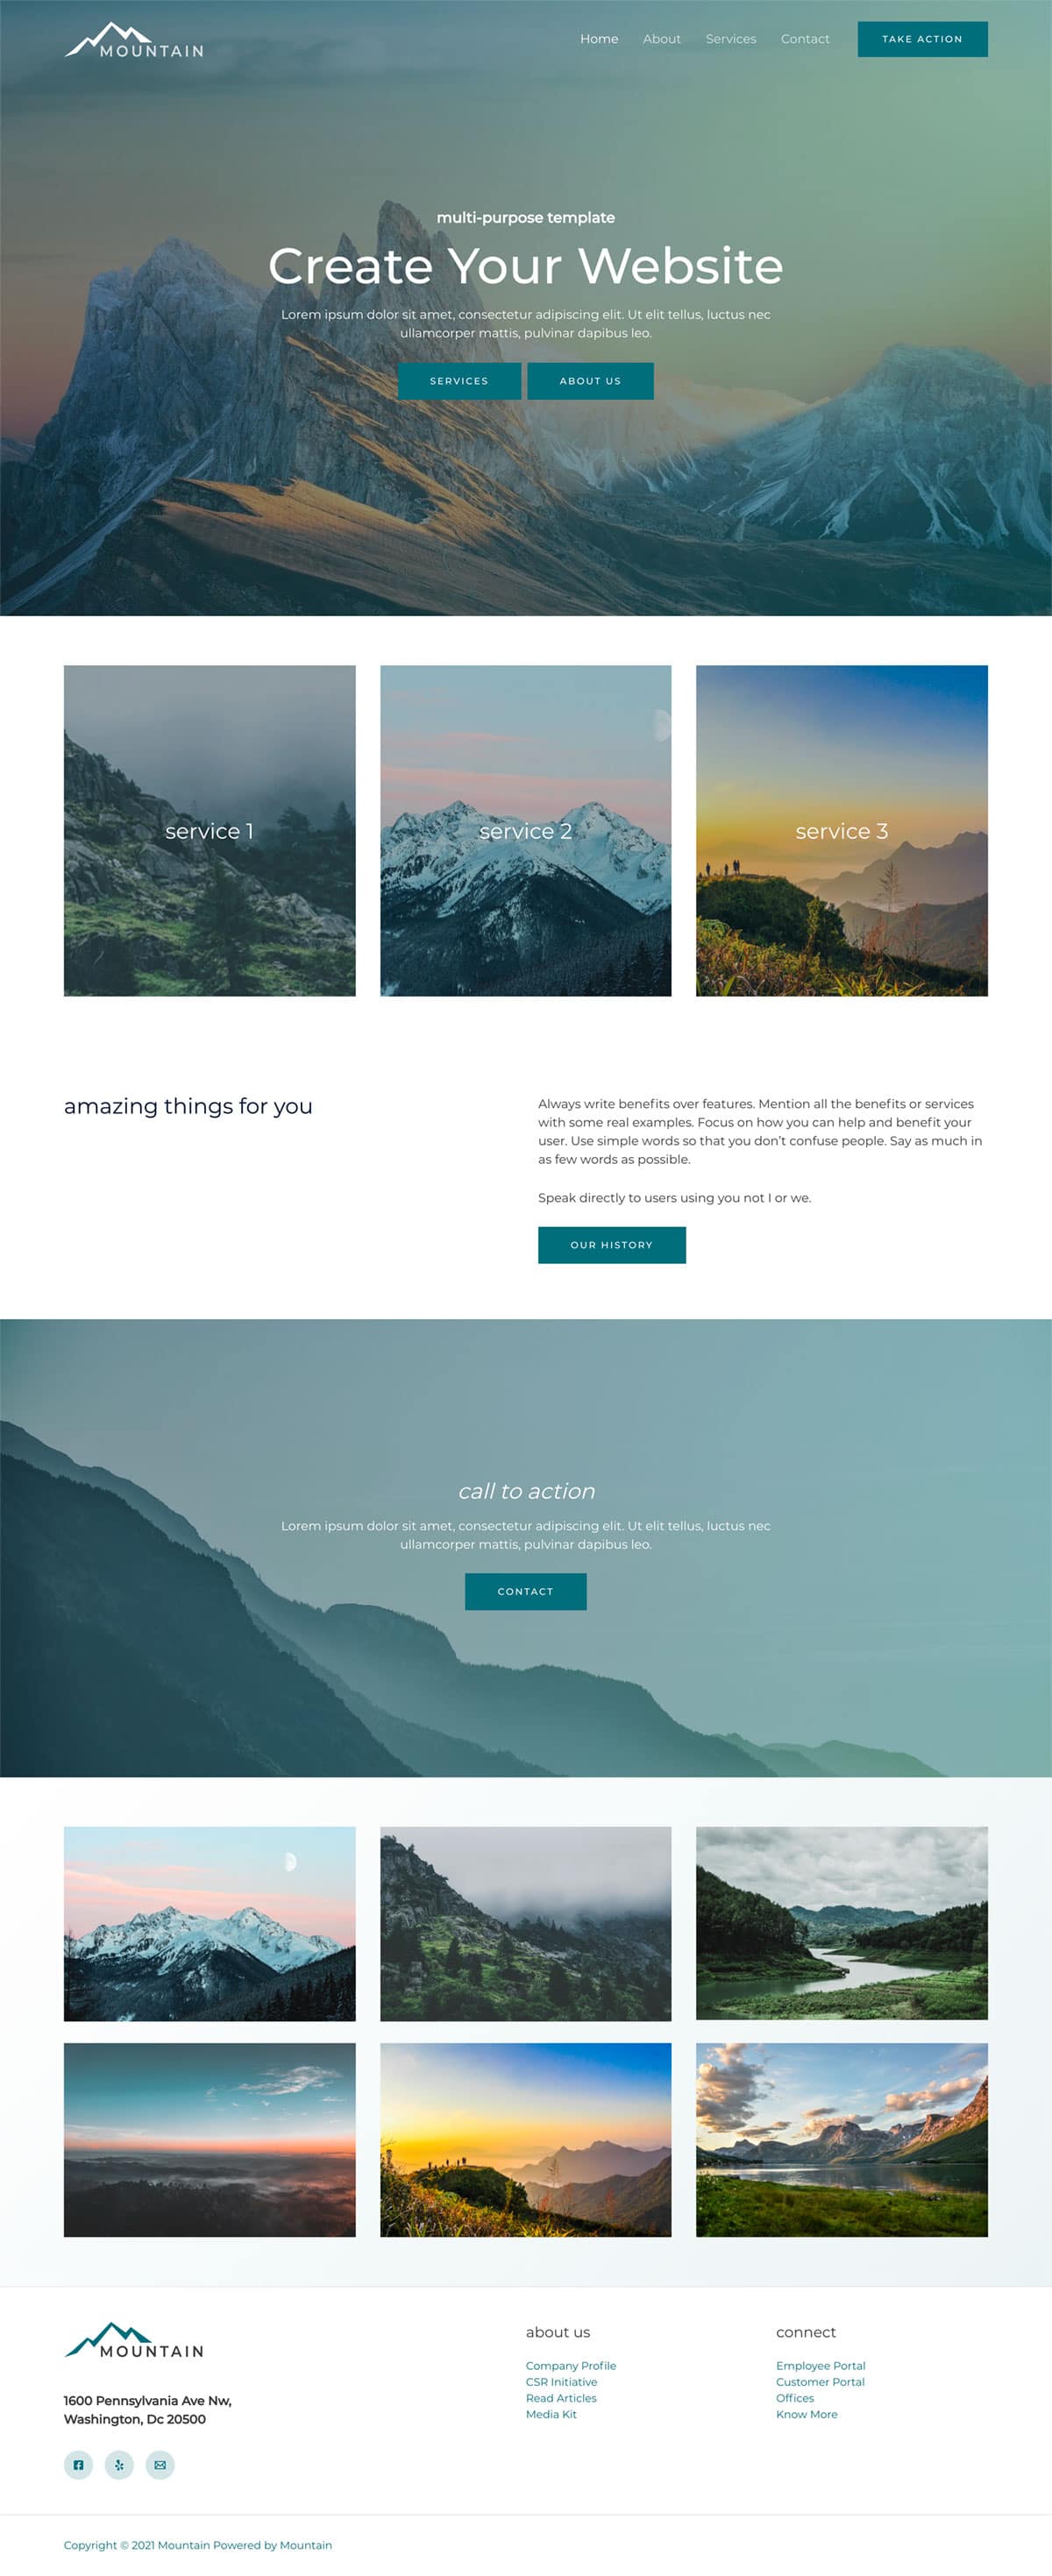 MOUNTAIN
Home About Services Contact TAKE ACTION
multi-purpose template
Create Your Website
Lorem ipsum dolor sit amet, consectetur adipiscing elit. Ut elit tellus, luctus nec
ullamcorper mattis, pulvinar dapibus leo.
SERVICES ABOUT US
service 1
service 2
service 3
amazing things for you
Always write benefits over features. Mention all the benefits or services
with some real examples. Focus on how you can help and benefit your
user. Use simple words so that you don’t confuse people. Say as much in
as few words as possible.
Speak directly to users using you not I or we.
OUR HISTORY
call to action
Lorem ipsum dolor sit amet, consectetur adipiscing elit. Ut elit tellus, luctus nec
ullamcorper mattis, pulvinar dapibus leo.
CONTACT
MOUNTAIN
1600 Pennsylvania Ave Nw,
Washington, Dc 20500
about us
Company Profile
CSR Initiative
Read Articles
Media Kit
connect
Employee Portal
Customer Portal
Offices
Know More
Copyright © 2021 Mountain Powered by Mountain